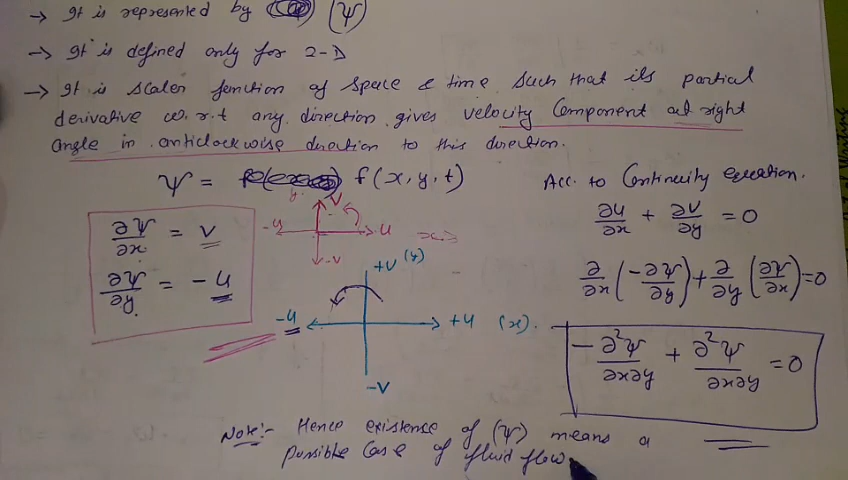 → It is represented by (Ψ)
→ It is defined only for 2-D
→ It is scaler function of space & time such that its partial
derivative w.r.t any direction gives velocity Component at right
angle in anticlockwise direction to this direction.
Ψ = f(x, y, t)
Acc. to Continuity equation.
∂Ψ/∂x = v
∂Ψ/∂y = -u
y
v
-u
u
-v
+v (y)
-u
+u (x).
-v
∂u/∂x + ∂v/∂y = 0
∂/∂x (-∂Ψ/∂y) + ∂/∂y (∂Ψ/∂x) = 0
-∂²Ψ/∂x∂y + ∂²Ψ/∂x∂y = 0
Note:- Hence existence of (Ψ) means a
possible case of fluid flow